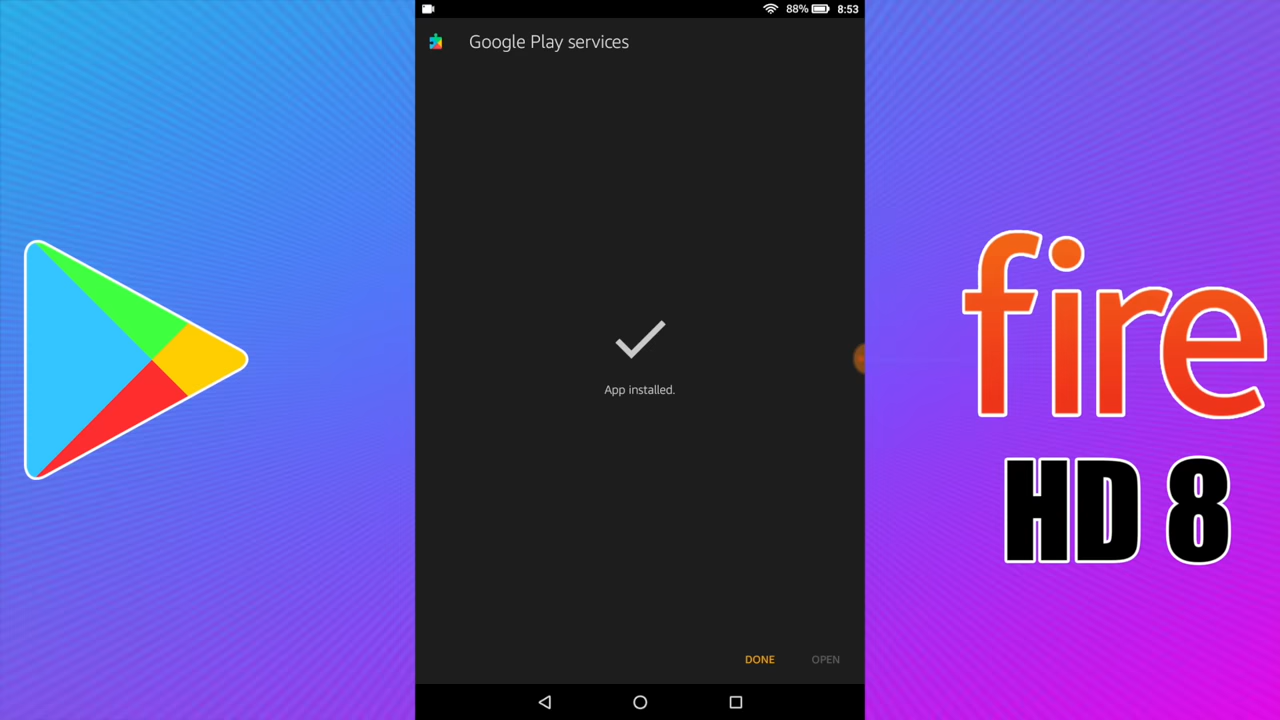 88% 8:53
Google Play services
App installed.
DONE OPEN
fire
HD 8